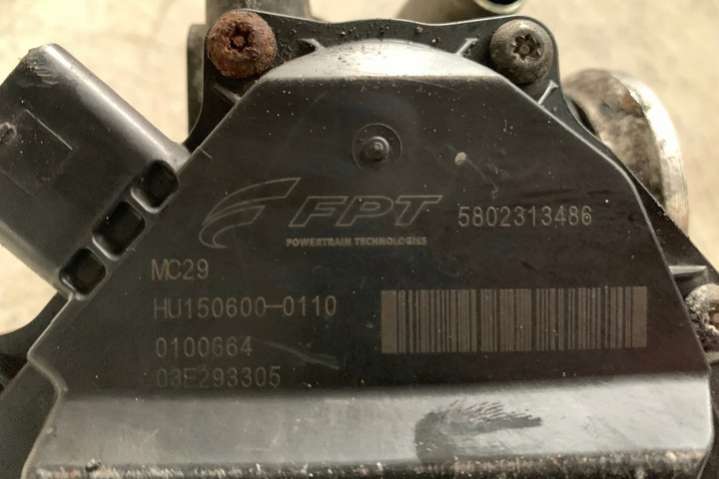 FPT 5802313486
POWERTRAIN TECHNOLOGIES
MC29
HU150600-0110
0100664
03E293305